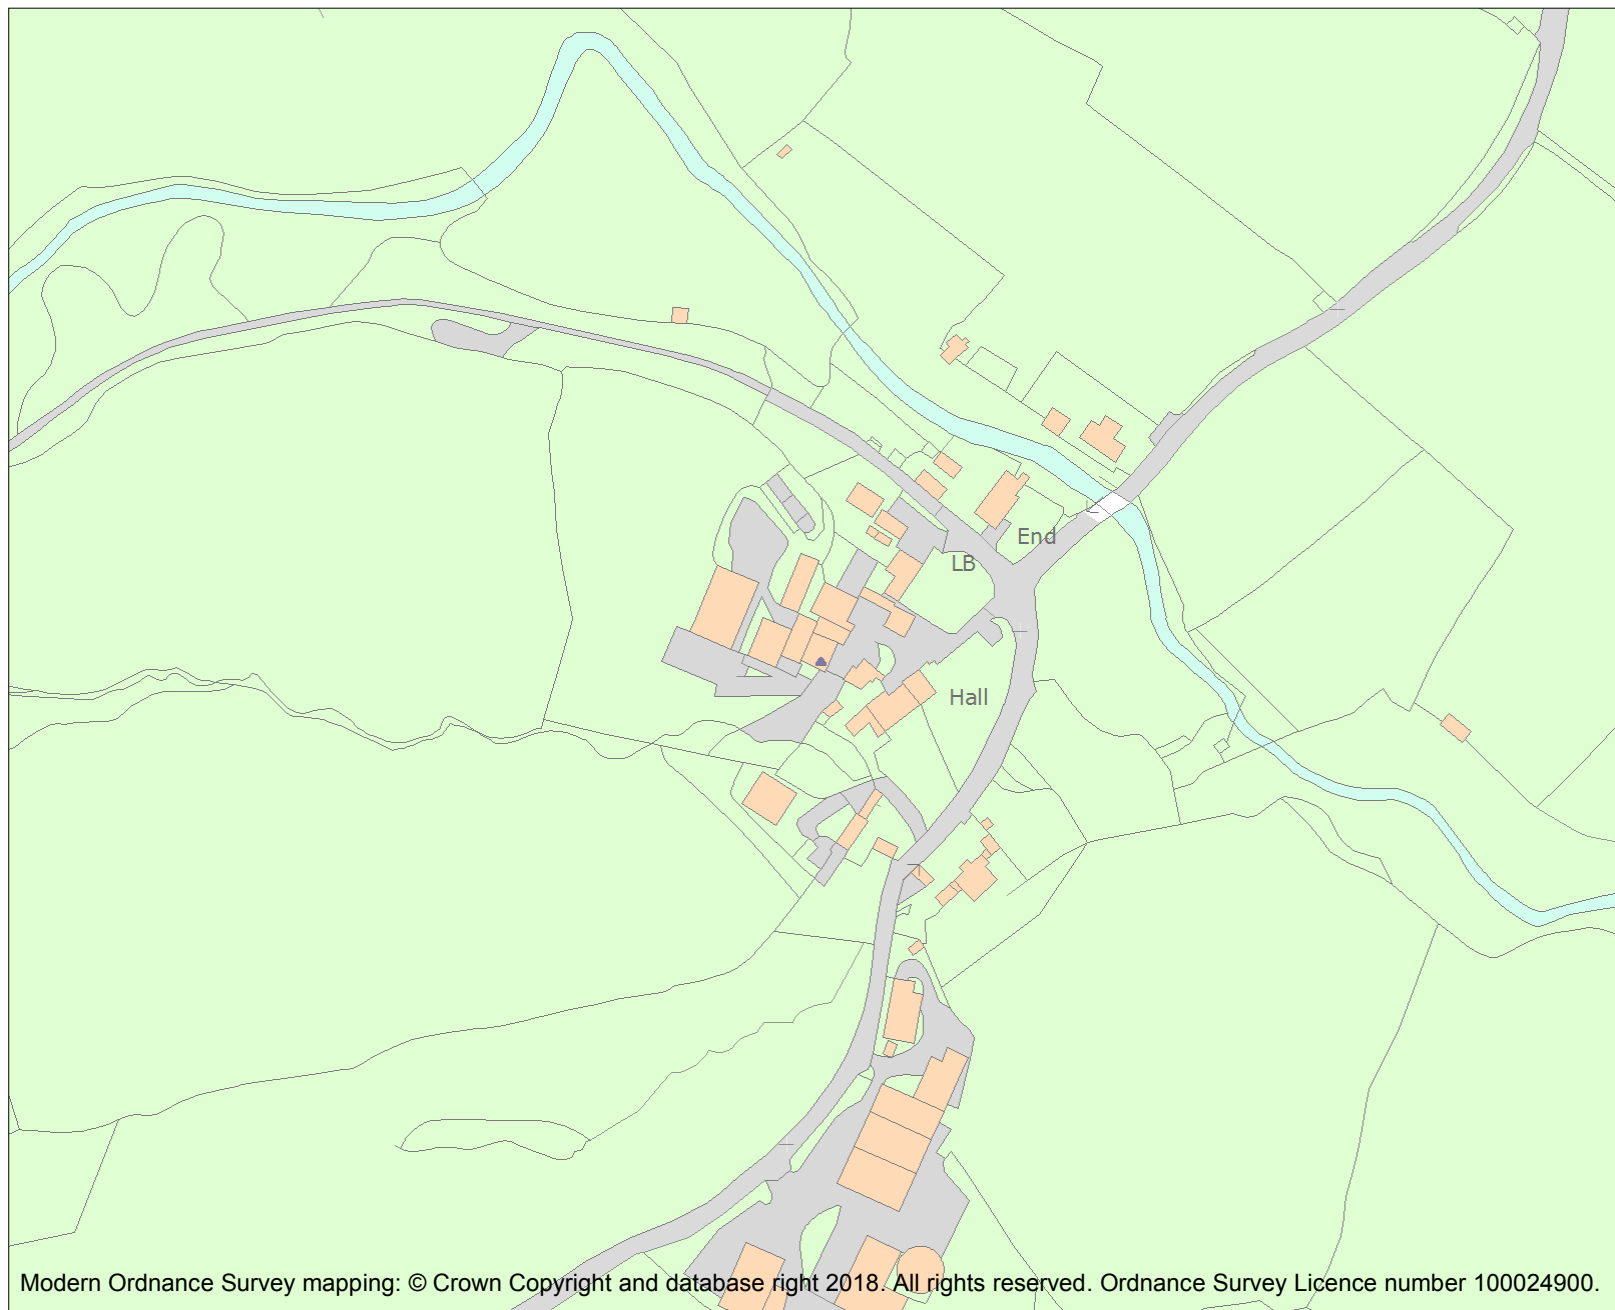 End
LB
Hall
Modern Ordnance Survey mapping: © Crown Copyright and database right 2018. All rights reserved. Ordnance Survey Licence number 100024900.